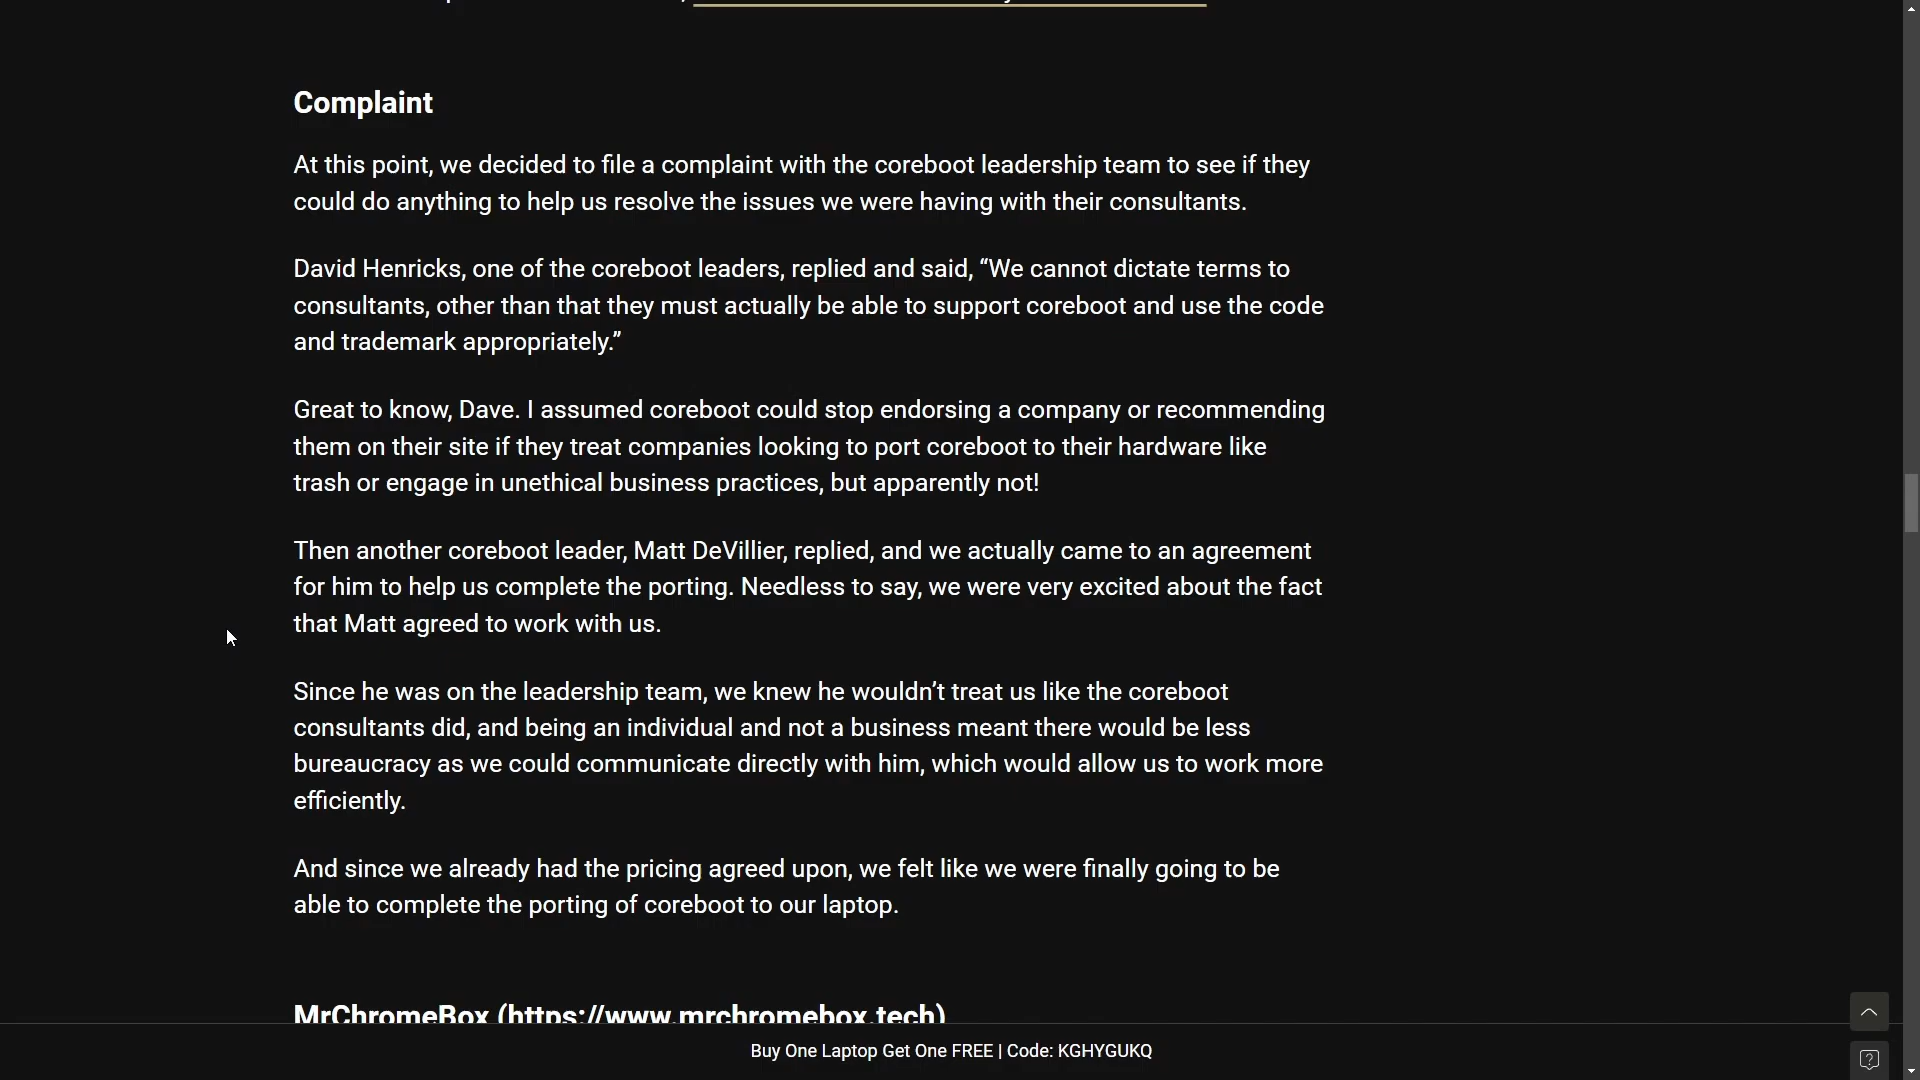 Complaint
At this point, we decided to file a complaint with the coreboot leadership team to see if they
could do anything to help us resolve the issues we were having with their consultants.
David Henricks, one of the coreboot leaders, replied and said, “We cannot dictate terms to
consultants, other than that they must actually be able to support coreboot and use the code
and trademark appropriately.”
Great to know, Dave. I assumed coreboot could stop endorsing a company or recommending
them on their site if they treat companies looking to port coreboot to their hardware like
trash or engage in unethical business practices, but apparently not!
Then another coreboot leader, Matt DeVillier, replied, and we actually came to an agreement
for him to help us complete the porting. Needless to say, we were very excited about the fact
that Matt agreed to work with us.
Since he was on the leadership team, we knew he wouldn’t treat us like the coreboot
consultants did, and being an individual and not a business meant there would be less
bureaucracy as we could communicate directly with him, which would allow us to work more
efficiently.
And since we already had the pricing agreed upon, we felt like we were finally going to be
able to complete the porting of coreboot to our laptop.
MrChromeBox (https://www.mrchromebox.tech)
Buy One Laptop Get One FREE | Code: KGHYGUKQ